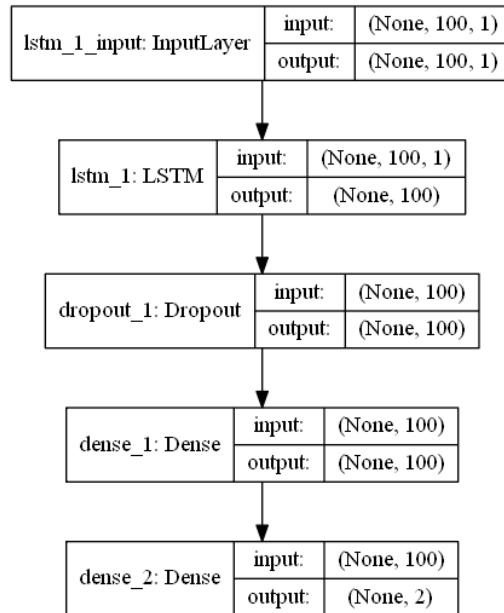 lstm_1_input: InputLayer
input: (None, 100, 1)
output: (None, 100, 1)
lstm_1: LSTM
input: (None, 100, 1)
output: (None, 100)
dropout_1: Dropout
input: (None, 100)
output: (None, 100)
dense_1: Dense
input: (None, 100)
output: (None, 100)
dense_2: Dense
input: (None, 100)
output: (None, 2)